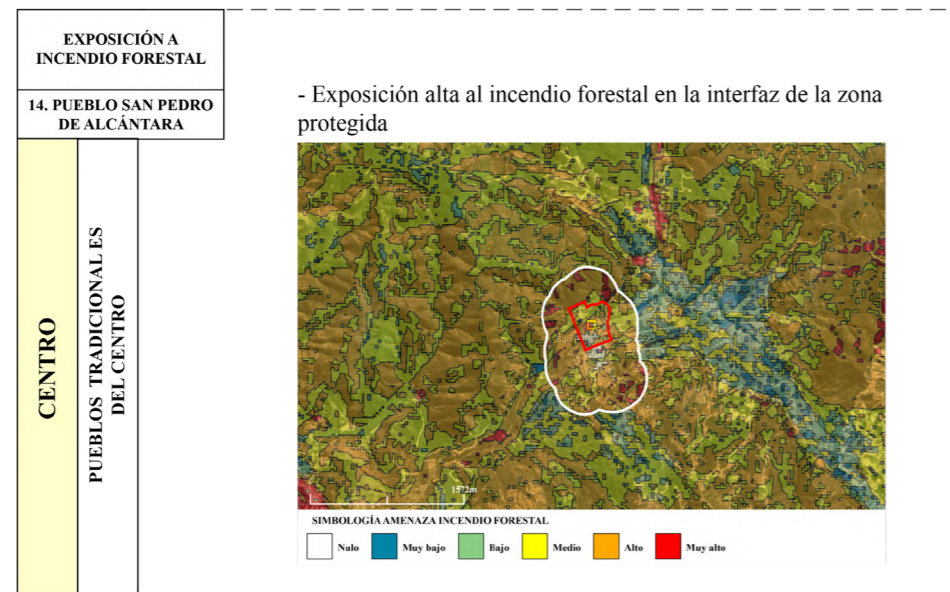 EXPOSICIÓN A
INCENDIO FORESTAL
14. PUEBLO SAN PEDRO
DE ALCÁNTARA
CENTRO
PUEBLOS TRADICIONAL ES
DEL CENTRO
- Exposición alta al incendio forestal en la interfaz de la zona
protegida
1572m
SIMBOLOGÍA AMENAZA INCENDIO FORESTAL
Nulo
Muy bajo
Bajo
Medio
Alto
Muy alto